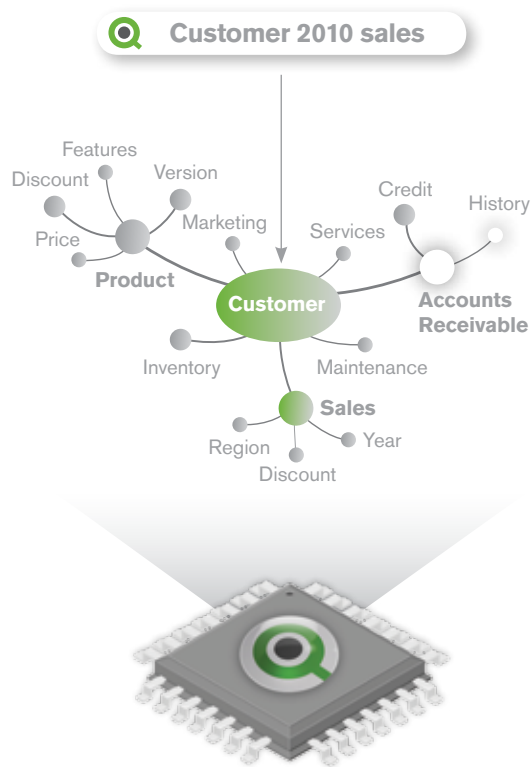 Customer 2010 sales
Features
Discount
Version
Price
Product
Marketing
Services
Credit
History
Accounts
Receivable
Customer
Inventory
Maintenance
Sales
Region
Year
Discount